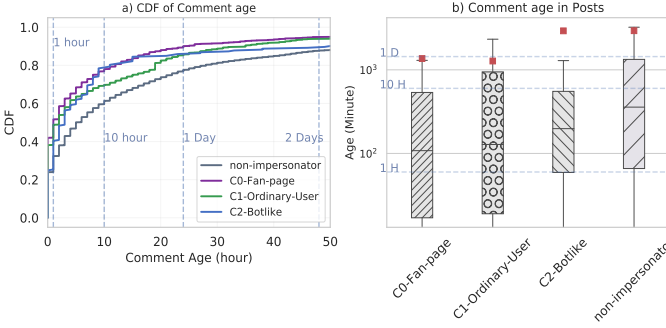 a) CDF of Comment age
1.0
0.8
0.6
0.4
0.2
0.0
CDF
1 hour
10 hour
1 Day
2 Days
non-impersonator
C0-Fan-page
C1-Ordinary-User
C2-Botlike
0
10
20
30
40
50
Comment Age (hour)
b) Comment age in Posts
Age (Minute)
10³
10²
1 D
10 H
1 H
C0-Fan-page
C1-Ordinary-User
C2-Botlike
non-impersonato